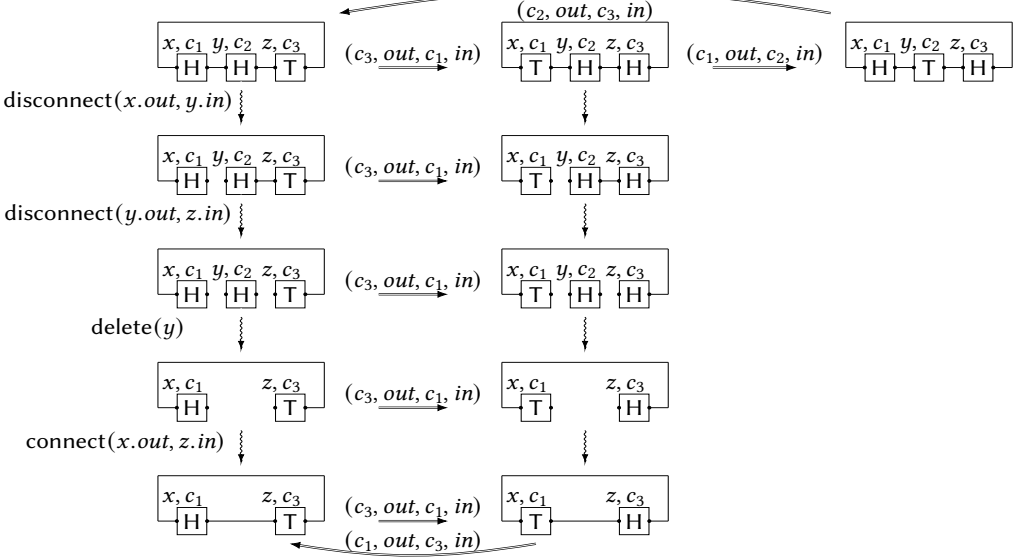 (c₂, out, c₃, in)
x, c₁ y, c₂ z, c₃ (c₃, out, c₁, in) x, c₁ y, c₂ z, c₃ (c₁, out, c₂, in) x, c₁ y, c₂ z, c₃
H H T T H H H T H
disconnect(x.out, y.in)
x, c₁ y, c₂ z, c₃ (c₃, out, c₁, in) x, c₁ y, c₂ z, c₃
H H T T H H
disconnect(y.out, z.in)
x, c₁ y, c₂ z, c₃ (c₃, out, c₁, in) x, c₁ y, c₂ z, c₃
H H T T H H
delete(y)
x, c₁ z, c₃ (c₃, out, c₁, in) x, c₁ z, c₃
H T T H
connect(x.out, z.in)
x, c₁ z, c₃ (c₃, out, c₁, in) x, c₁ z, c₃
H T T H
(c₁, out, c₃, in)